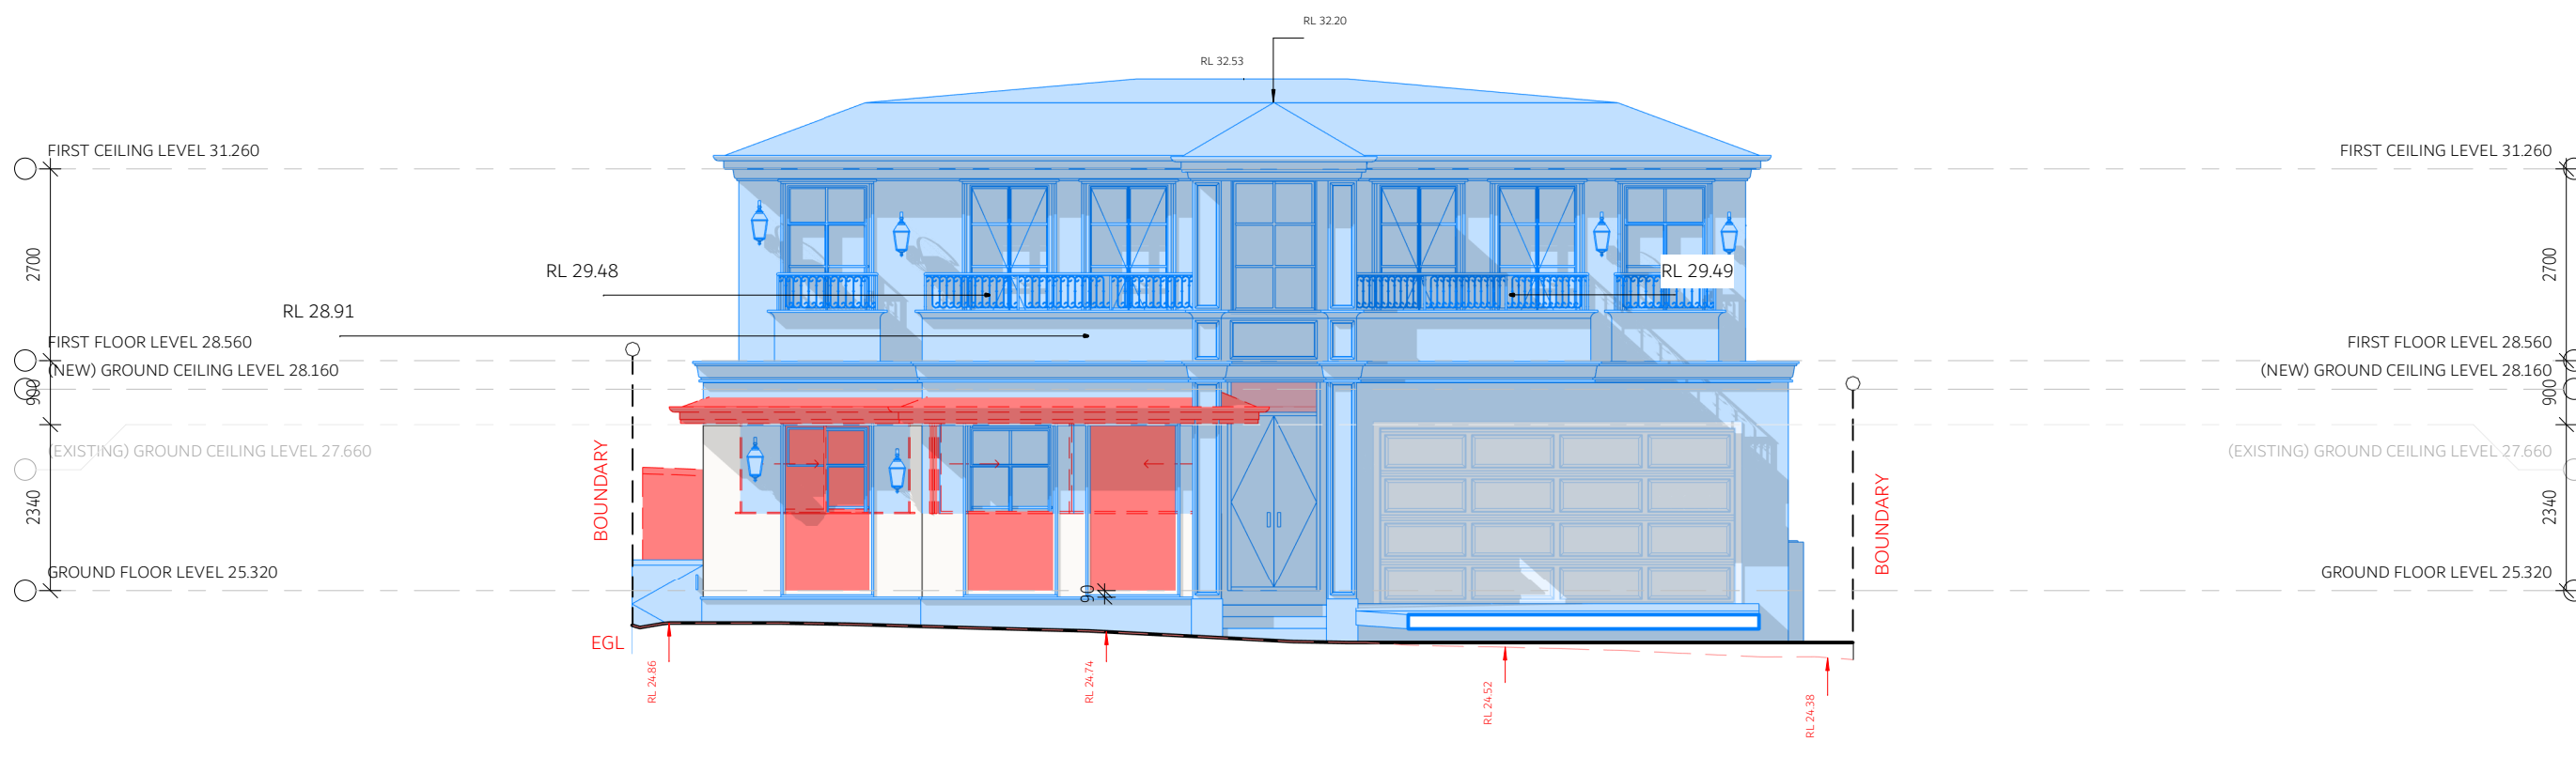 RL 32.20
RL 32.53
FIRST CEILING LEVEL 31.260
FIRST CEILING LEVEL 31.260
2700
2700
RL 29.48
RL 29.49
RL 28.91
FIRST FLOOR LEVEL 28.560
FIRST FLOOR LEVEL 28.560
(NEW) GROUND CEILING LEVEL 28.160
(NEW) GROUND CEILING LEVEL 28.160
900
900
(EXISTING) GROUND CEILING LEVEL 27.660
(EXISTING) GROUND CEILING LEVEL 27.660
BOUNDARY
BOUNDARY
2340
2340
GROUND FLOOR LEVEL 25.320
GROUND FLOOR LEVEL 25.320
90
EGL
RL 24.86
RL 24.74
RL 24.52
RL 24.38